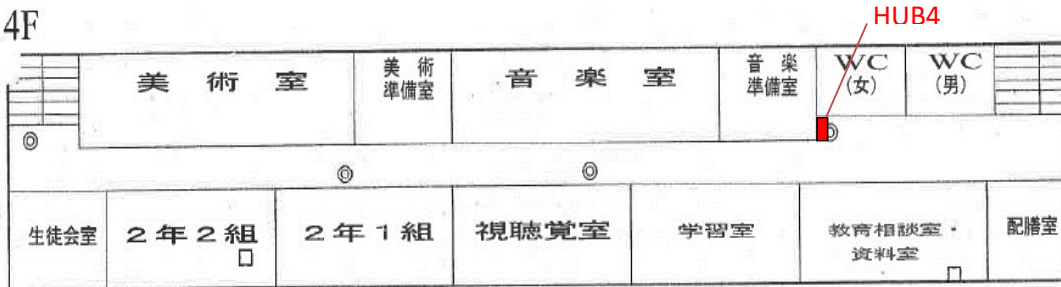 4F
HUB4
美術室
美術
準備室
音楽室
音楽
準備室
WC
(女)
WC
(男)
生徒会室
2年2組
2年1組
視聴覚室
学習室
教育相談室・
資料室
配膳室